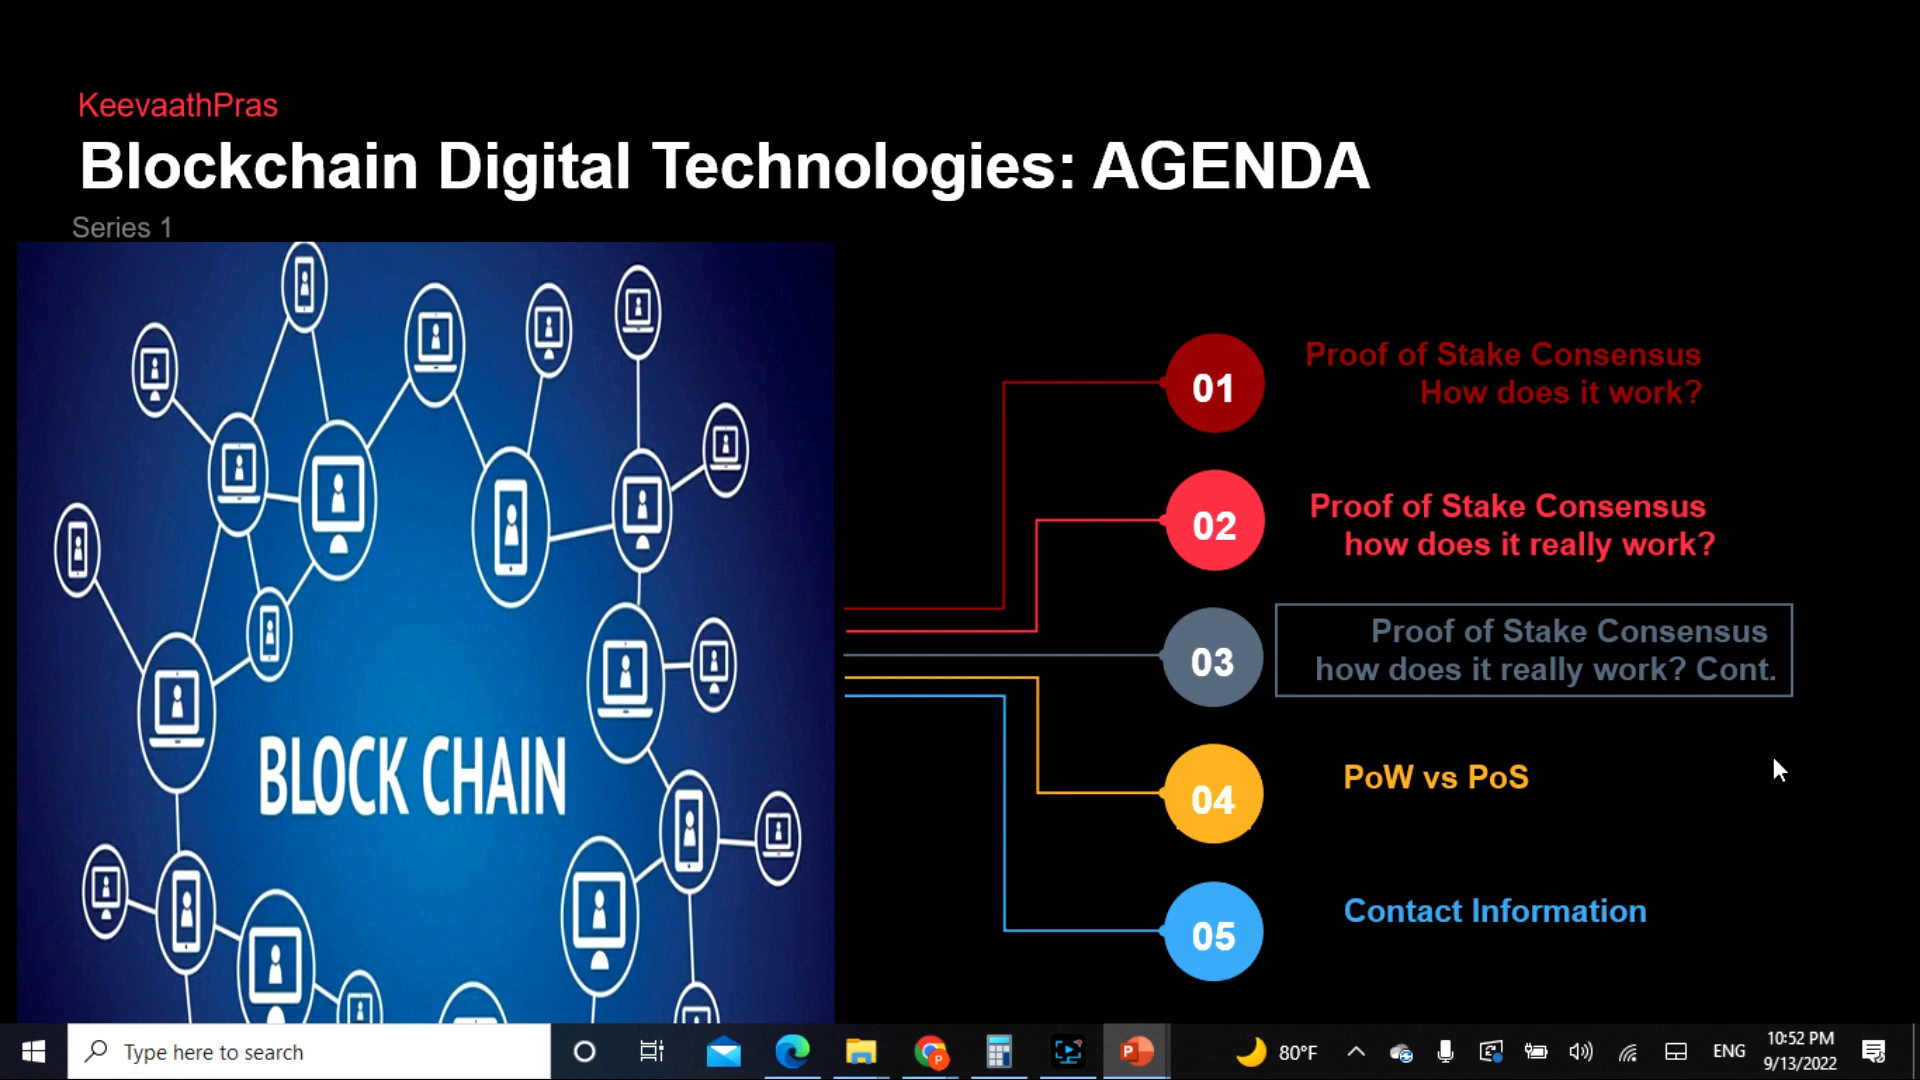 KeevaathPras
Blockchain Digital Technologies: AGENDA
Series 1
BLOCK CHAIN
01
Proof of Stake Consensus
How does it work?
02
Proof of Stake Consensus
how does it really work?
03
Proof of Stake Consensus
how does it really work? Cont.
04
PoW vs PoS
05
Contact Information
Type here to search
P
P
80°F
ENG
10:52 PM
9/13/2022